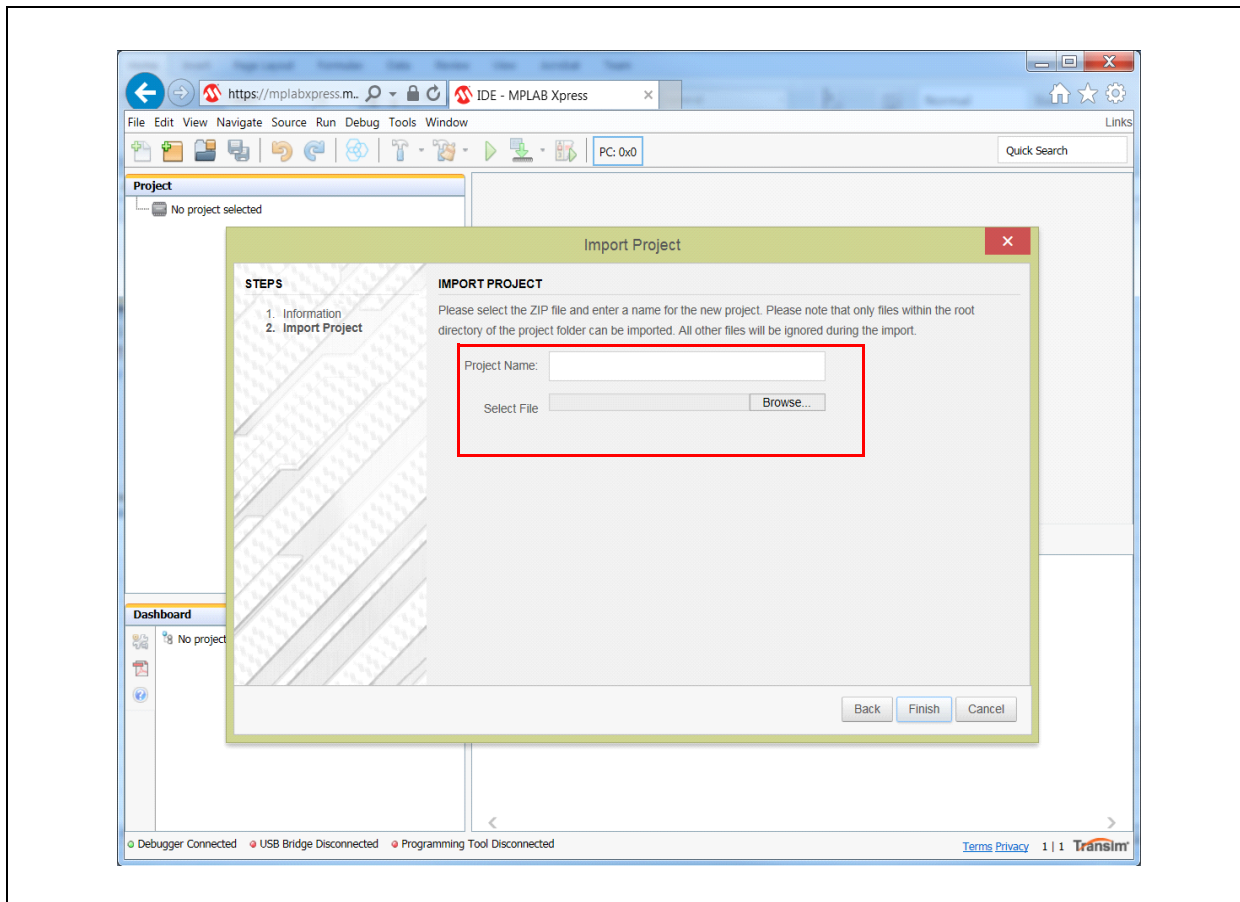 https://mplabxpress.m..
IDE - MPLAB Xpress
File Edit View Navigate Source Run Debug Tools Window
Links
PC: 0x0
Quick Search
Project
No project selected
Import Project
STEPS
1. Information
2. Import Project
IMPORT PROJECT
Please select the ZIP file and enter a name for the new project. Please note that only files within the root
directory of the project folder can be imported. All other files will be ignored during the import.
Project Name:
Select File
Browse...
Back
Finish
Cancel
Dashboard
No project
Debugger Connected
USB Bridge Disconnected
Programming Tool Disconnected
Terms Privacy 1 | 1 Transim